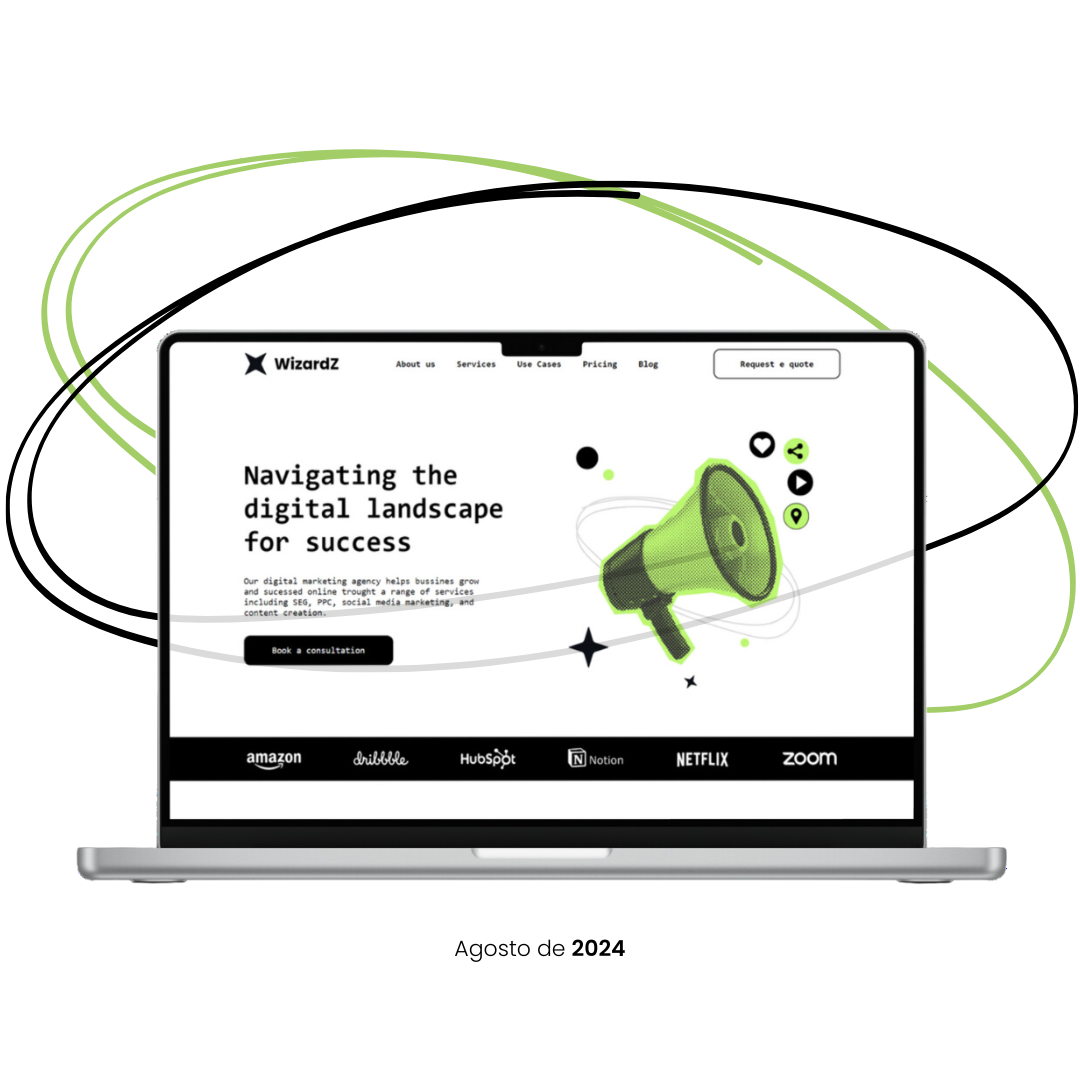 WizardZ
About us
Services
Use Cases
Pricing
Blog
Request e quote
Navigating the
digital landscape
for success
Our digital marketing agency helps bussines grow
and sucessed online trought a range of services
including SEG, PPC, social media marketing, and
content creation.
Book a consultation
amazon
dribbble
HubSpot
Notion
NETFLIX
zoom
Agosto de 2024